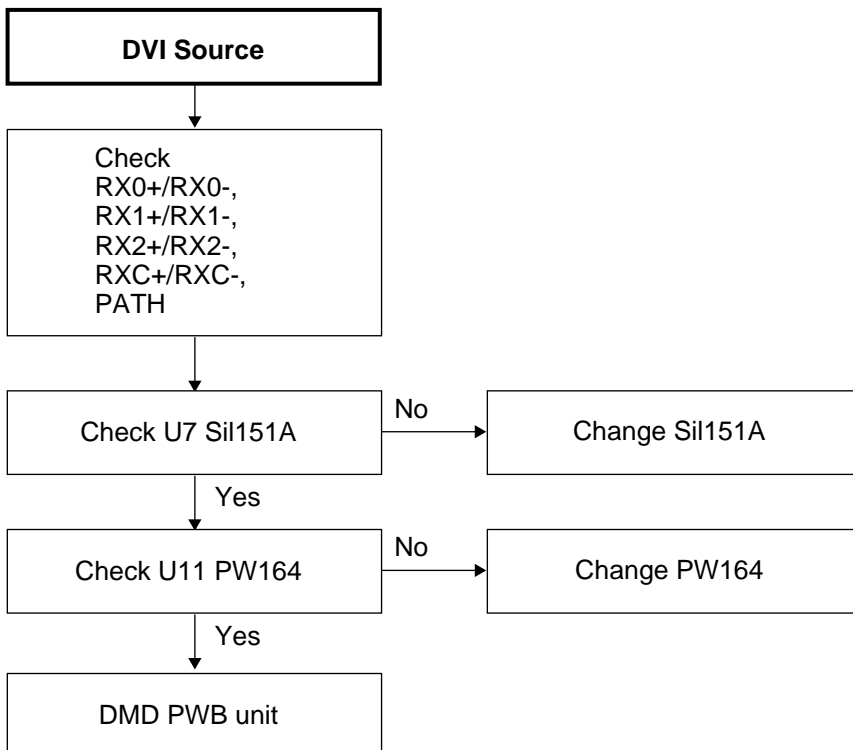 DVI Source
Check
RX0+/RX0-,
RX1+/RX1-,
RX2+/RX2-,
RXC+/RXC-,
PATH
Check U7 Sil151A
No
Change Sil151A
Yes
Check U11 PW164
No
Change PW164
Yes
DMD PWB unit